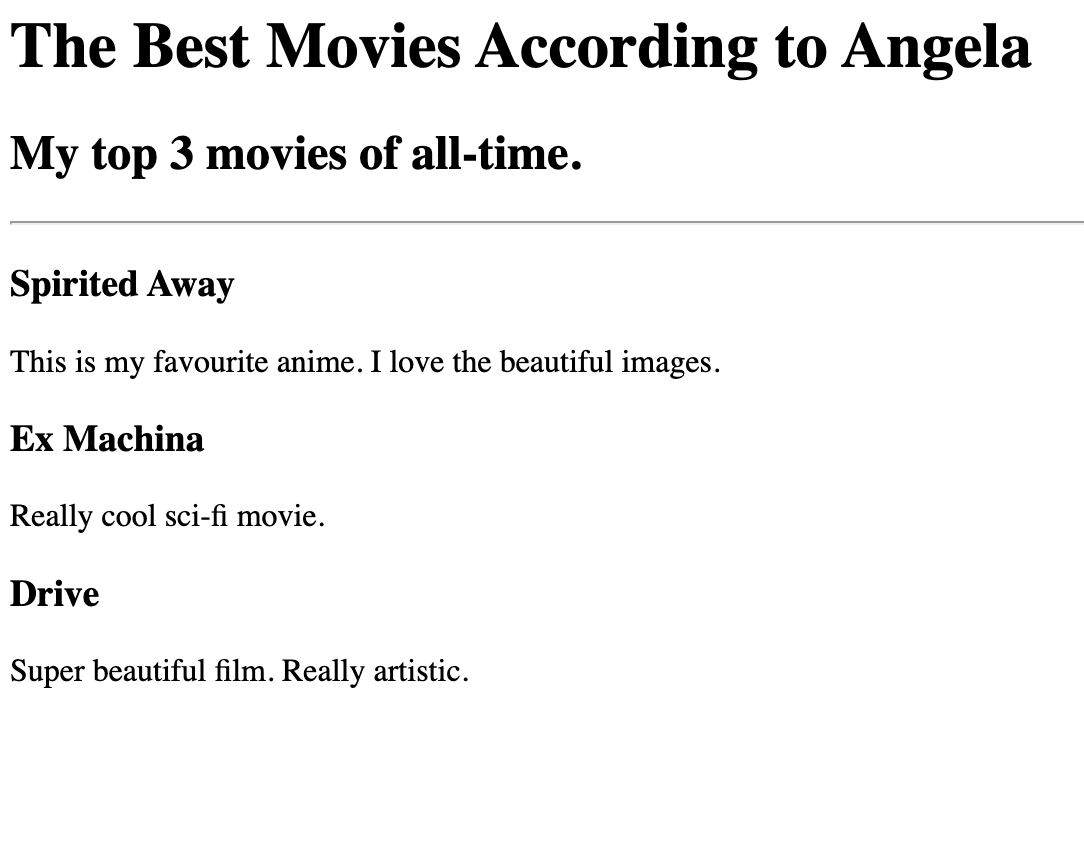 The Best Movies According to Angela
My top 3 movies of all-time.
Spirited Away
This is my favourite anime. I love the beautiful images.
Ex Machina
Really cool sci-fi movie.
Drive
Super beautiful film. Really artistic.